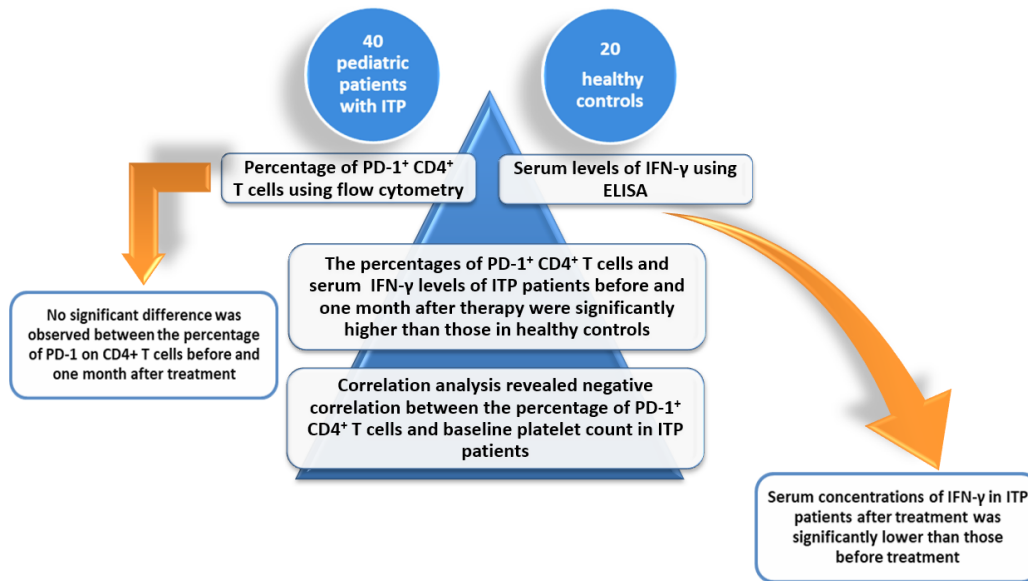 40
pediatric
patients
with ITP
20
healthy
controls
Percentage of PD-1⁺ CD4⁺
T cells using flow cytometry
Serum levels of IFN-γ using
ELISA
The percentages of PD-1⁺ CD4⁺ T cells and
serum IFN-γ levels of ITP patients before and
one month after therapy were significantly
higher than those in healthy controls
No significant difference was
observed between the percentage
of PD-1 on CD4+ T cells before and
one month after treatment
Correlation analysis revealed negative
correlation between the percentage of PD-1⁺
CD4⁺ T cells and baseline platelet count in ITP
patients
Serum concentrations of IFN-γ in ITP
patients after treatment was
significantly lower than those
before treatment